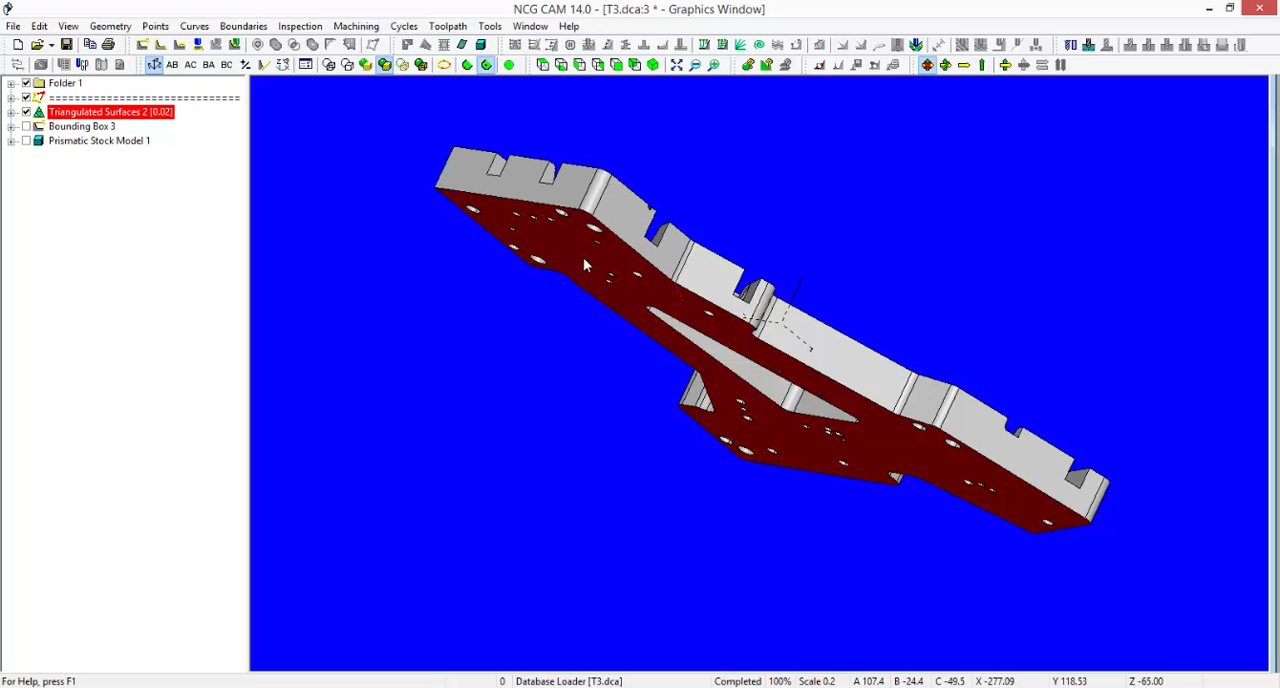 NCG CAM 14.0 - [T3.dca:3 * - Graphics Window]
File Edit View Geometry Points Curves Boundaries Inspection Machining Cycles Toolpath Tools Window Help
AB AC BA BC
Folder 1
====================================
Triangulated Surfaces 2 [0.02]
Bounding Box 3
Prismatic Stock Model 1
For Help, press F1 0 Database Loader [T3.dca] Completed 100% Scale 0.2 A 107.4 B -24.4 C -49.5 X -277.09 Y 118.53 Z -65.00